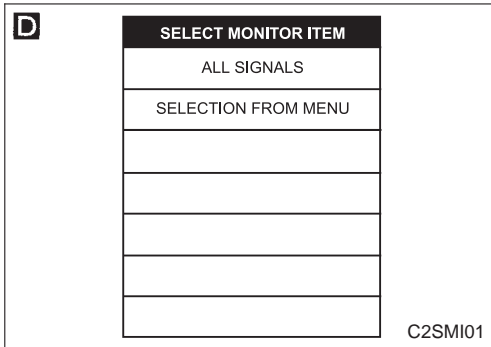 D
SELECT MONITOR ITEM
ALL SIGNALS
SELECTION FROM MENU
C2SMI01